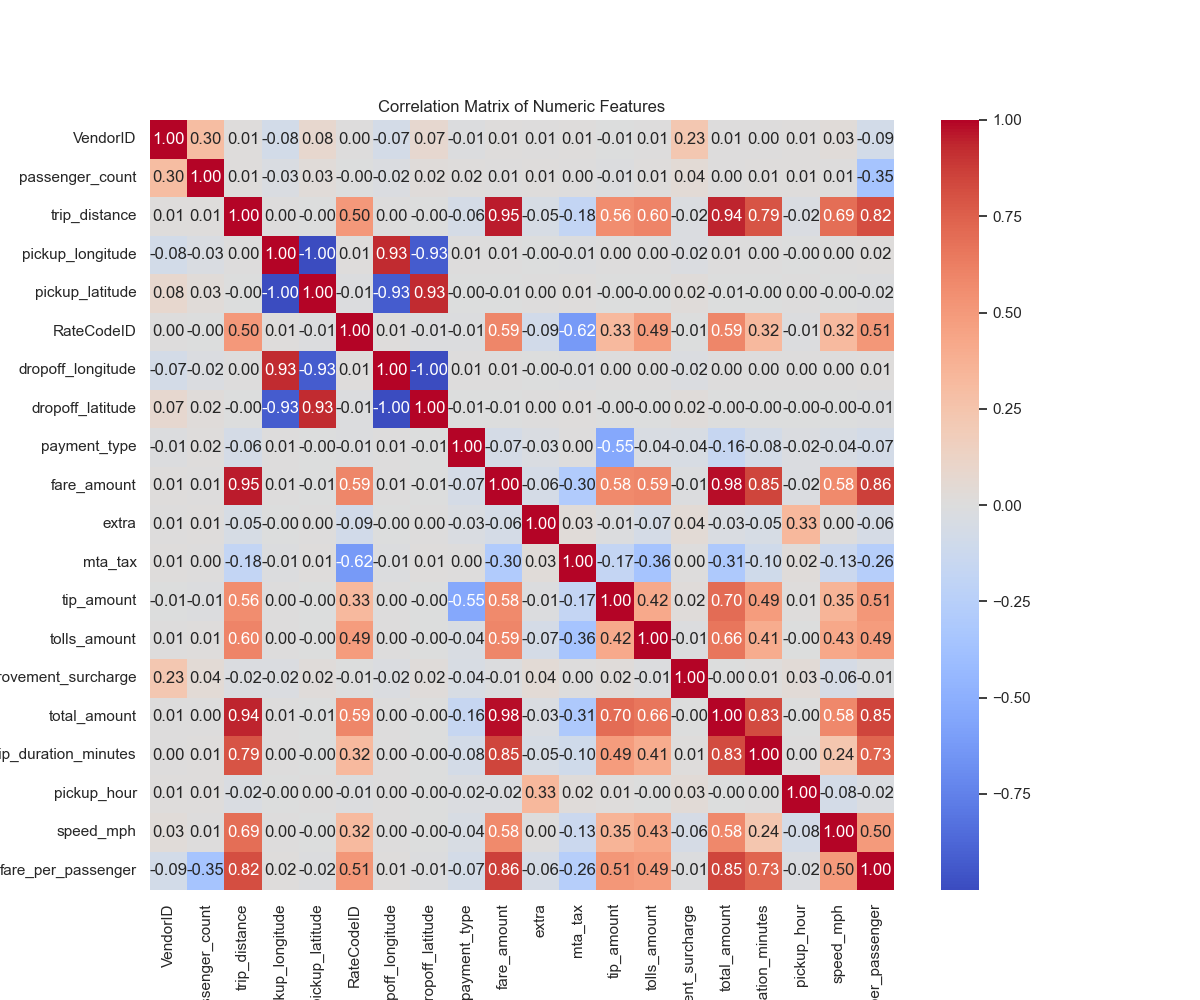 Correlation Matrix of Numeric Features
VendorID 1.00 0.30 0.01 -0.08 0.08 0.00 -0.07 0.07 -0.01 0.01 0.01 0.01 -0.01 0.01 0.23 0.01 0.00 0.01 0.03 -0.09
passenger_count 0.30 1.00 0.01 -0.03 0.03 -0.00 -0.02 0.02 0.02 0.01 0.01 0.00 -0.01 0.01 0.04 0.00 0.01 0.01 0.01 -0.35
trip_distance 0.01 0.01 1.00 0.00 -0.00 0.50 0.00 -0.00 -0.06 0.95 -0.05 -0.18 0.56 0.60 -0.02 0.94 0.79 -0.02 0.69 0.82
pickup_longitude -0.08 -0.03 0.00 1.00 -1.00 0.01 0.93 -0.93 0.01 0.01 -0.00 -0.01 0.00 0.00 -0.02 0.01 0.00 -0.00 0.00 0.02
pickup_latitude 0.08 0.03 -0.00 -1.00 1.00 -0.01 -0.93 0.93 -0.00 -0.01 0.00 0.01 -0.00 -0.00 0.02 -0.01 -0.00 0.00 -0.00 -0.02
RateCodeID 0.00 -0.00 0.50 0.01 -0.01 1.00 0.01 -0.01 -0.01 0.59 -0.09 -0.62 0.33 0.49 -0.01 0.59 0.32 -0.01 0.32 0.51
dropoff_longitude -0.07 -0.02 0.00 0.93 -0.93 0.01 1.00 -1.00 0.01 0.01 -0.00 -0.01 0.00 0.00 -0.02 0.00 0.00 0.00 0.00 0.01
dropoff_latitude 0.07 0.02 -0.00 -0.93 0.93 -0.01 -1.00 1.00 -0.01 -0.01 0.00 0.01 -0.00 -0.00 0.02 -0.00 -0.00 -0.00 -0.00 -0.01
payment_type -0.01 0.02 -0.06 0.01 -0.00 -0.01 0.01 -0.01 1.00 -0.07 -0.03 0.00 -0.55 -0.04 -0.04 -0.16 -0.08 -0.02 -0.04 -0.07
fare_amount 0.01 0.01 0.95 0.01 -0.01 0.59 0.01 -0.01 -0.07 1.00 -0.06 -0.30 0.58 0.59 -0.01 0.98 0.85 -0.02 0.58 0.86
extra 0.01 0.01 -0.05 -0.00 0.00 -0.09 -0.00 0.00 -0.03 -0.06 1.00 0.03 -0.01 -0.07 0.04 -0.03 -0.05 0.33 0.00 -0.06
mta_tax 0.01 0.00 -0.18 -0.01 0.01 -0.62 -0.01 0.01 0.00 -0.30 0.03 1.00 -0.17 -0.36 0.00 -0.31 -0.10 0.02 -0.13 -0.26
tip_amount -0.01 -0.01 0.56 0.00 -0.00 0.33 0.00 -0.00 -0.55 0.58 -0.01 -0.17 1.00 0.42 0.02 0.70 0.49 0.01 0.35 0.51
tolls_amount 0.01 0.01 0.60 0.00 -0.00 0.49 0.00 -0.00 -0.04 0.59 -0.07 -0.36 0.42 1.00 -0.01 0.66 0.41 -0.00 0.43 0.49
rovement_surcharge 0.23 0.04 -0.02 -0.02 0.02 -0.01 -0.02 0.02 -0.04 -0.01 0.04 0.00 0.02 -0.01 1.00 -0.00 0.01 0.03 -0.06 -0.01
total_amount 0.01 0.00 0.94 0.01 -0.01 0.59 0.00 -0.00 -0.16 0.98 -0.03 -0.31 0.70 0.66 -0.00 1.00 0.83 -0.00 0.58 0.85
ip_duration_minutes 0.00 0.01 0.79 0.00 -0.00 0.32 0.00 -0.00 -0.08 0.85 -0.05 -0.10 0.49 0.41 0.01 0.83 1.00 0.00 0.24 0.73
pickup_hour 0.01 0.01 -0.02 -0.00 0.00 -0.01 0.00 -0.00 -0.02 -0.02 0.33 0.02 0.01 -0.00 0.03 -0.00 0.00 1.00 -0.08 -0.02
speed_mph 0.03 0.01 0.69 0.00 -0.00 0.32 0.00 -0.00 -0.04 0.58 0.00 -0.13 0.35 0.43 -0.06 0.58 0.24 -0.08 1.00 0.50
fare_per_passenger -0.09 -0.35 0.82 0.02 -0.02 0.51 0.01 -0.01 -0.07 0.86 -0.06 -0.26 0.51 0.49 -0.01 0.85 0.73 -0.02 0.50 1.00
VendorID
ssenger_count
trip_distance
kup_longitude
pickup_latitude
RateCodeID
poff_longitude
ropoff_latitude
payment_type
fare_amount
extra
mta_tax
tip_amount
tolls_amount
ent_surcharge
total_amount
ation_minutes
pickup_hour
speed_mph
per_passenger
1.00
0.75
0.50
0.25
0.00
−0.25
−0.50
−0.75